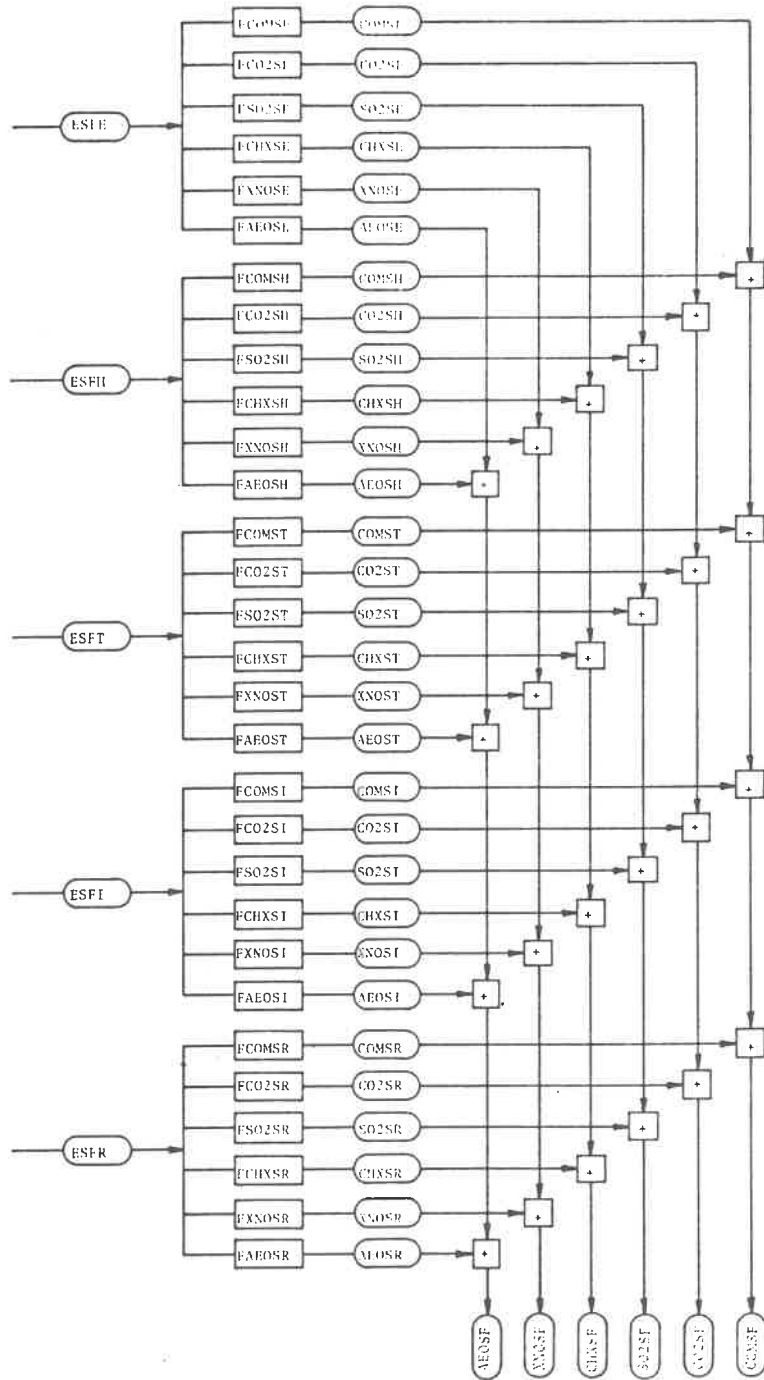 FCO2SE CO2SE
FSO2SE SO2SE
FCHXSE CHXSE
FXNOSE XNOSE
FAEOSE AEOSE
FCOMSH COMSH
FCO2SH CO2SH
FSO2SH SO2SH
ESFH
FCHXSH CHXSH
FXNOSH XNOSH
FAEOSH AEOSH
FCOMST COMST
FCO2ST CO2ST
FSO2ST SO2ST
ESFT
FCHXST CHXST
FXNOST XNOST
FAEOST AEOST
FCOMSI COMSI
FCO2SI CO2SI
FSO2SI SO2SI
ESFI
FCHXSI CHXSI
FXNOSI XNOSI
FAEOSI AEOSI
FCOMSR COMSR
FCO2SR CO2SR
FSO2SR SO2SR
ESFR
FCHXSR CHXSR
FXNOSR XNOSR
FAEOSR AEOSR
AEOSF XNOSF CHXSF SO2SF CO2SF COMSF